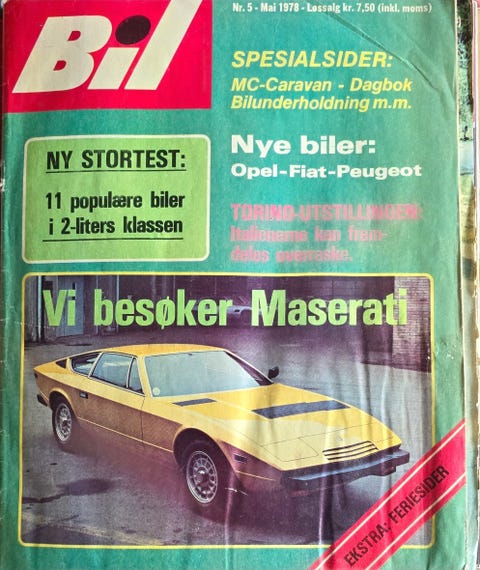 Bil
Nr. 5 - Mai 1978 - Løssalg kr. 7,50 (inkl. moms)
SPESIALSIDER:
MC-Caravan - Dagbok
Bilunderholdning m.m.
NY STORTEST:
11 populære biler
i 2-liters klassen
Nye biler:
Opel-Fiat-Peugeot
TORINO-UTSTILLINGEN:
Italienerne kan frem-
deles overraske.
Vi besøker Maserati
EKSTRA: FERIESIDER